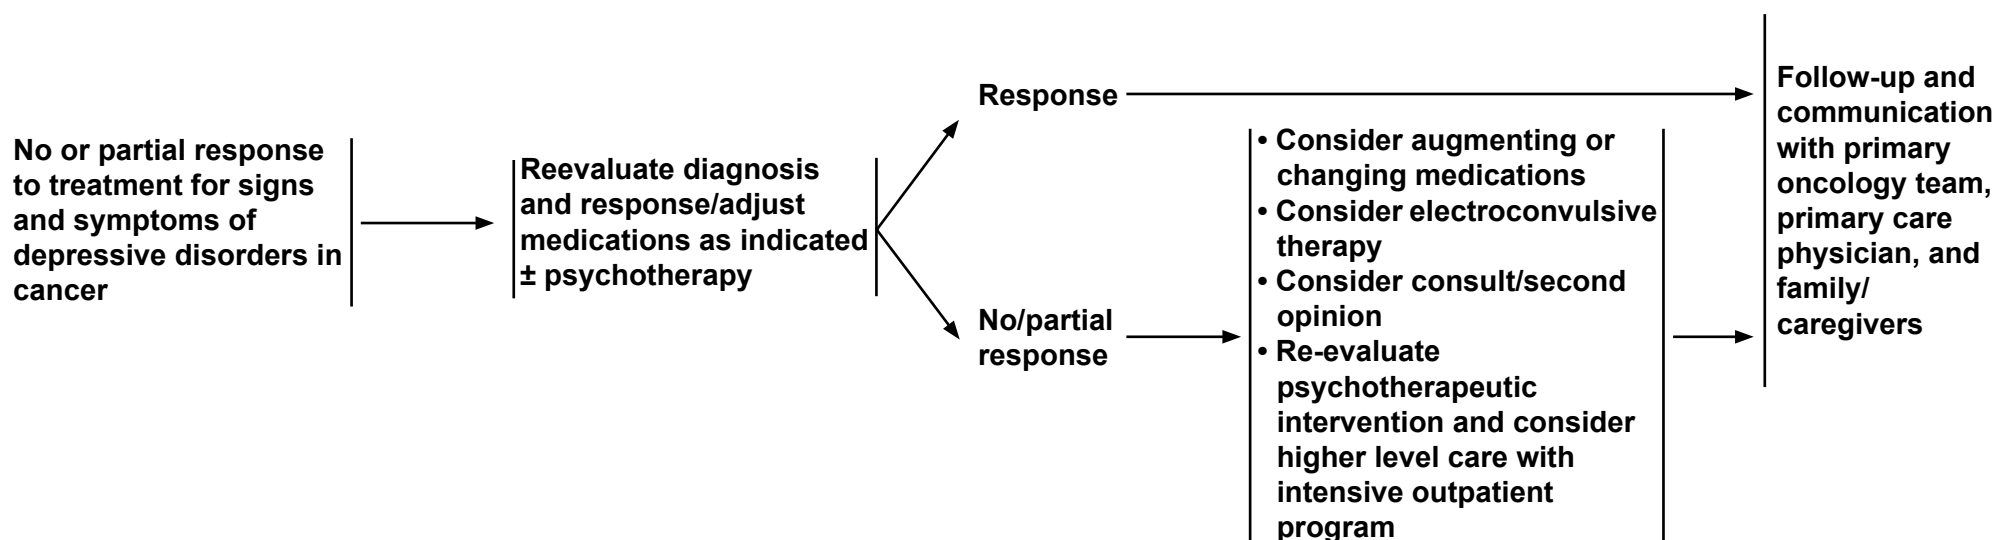 No or partial response
to treatment for signs
and symptoms of
depressive disorders in
cancer
Reevaluate diagnosis
and response/adjust
medications as indicated
± psychotherapy
Response
No/partial
response
• Consider augmenting or
changing medications
• Consider electroconvulsive
therapy
• Consider consult/second
opinion
• Re-evaluate
psychotherapeutic
intervention and consider
higher level care with
intensive outpatient
program
Follow-up and
communication
with primary
oncology team,
primary care
physician, and
family/
caregivers